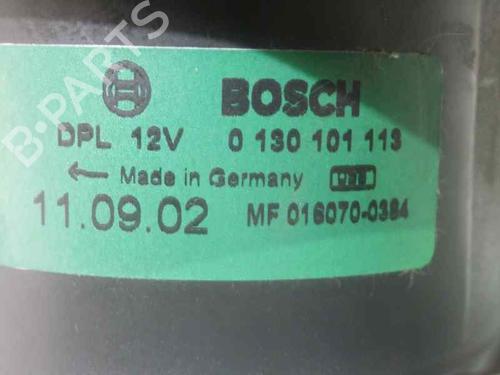 BOSCH
DPL 12V 0 130 101 113
← Made in Germany
11.09.02 MF 016070-0384
B-PARTS